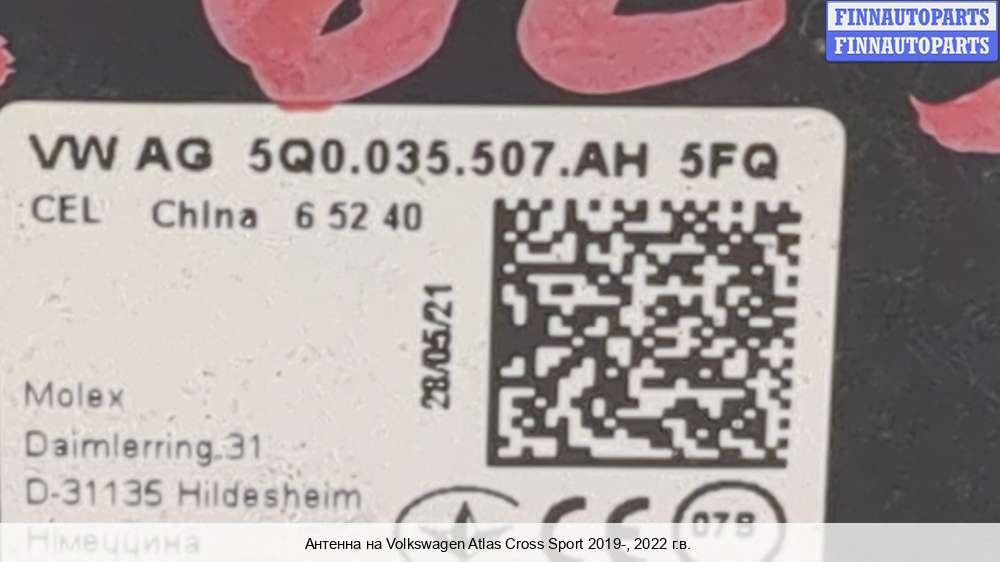 FINNAUTOPARTS
FINNAUTOPARTS
VW AG 5Q0.035.507.AH 5FQ
CEL China 6 52 40
28/05/21
Molex
Daimlerring 31
D-31135 Hildesheim
Німеччина
CE 07B
Антенна на Volkswagen Atlas Cross Sport 2019-, 2022 г.в.